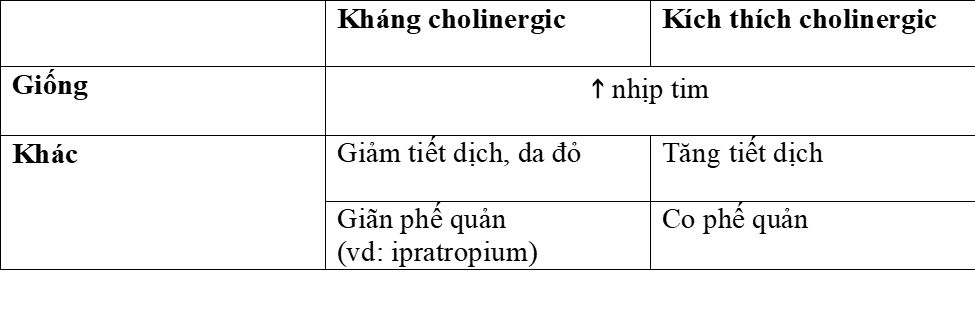 Kháng cholinergic
Kích thích cholinergic
Giống
↑ nhịp tim
Khác
Giảm tiết dịch, da đỏ
Tăng tiết dịch
Giãn phế quản
(vd: ipratropium)
Co phế quản